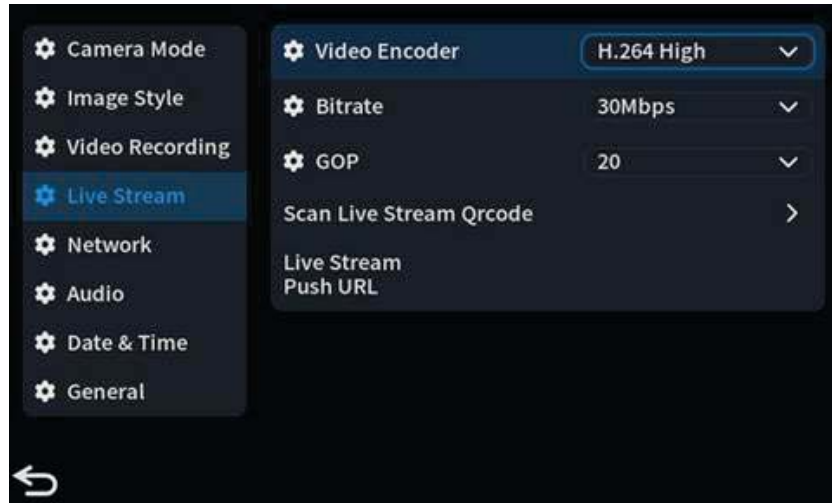 Camera Mode
Image Style
Video Recording
Live Stream
Network
Audio
Date & Time
General
Video Encoder H.264 High
Bitrate 30Mbps
GOP 20
Scan Live Stream Qrcode
Live Stream
Push URL